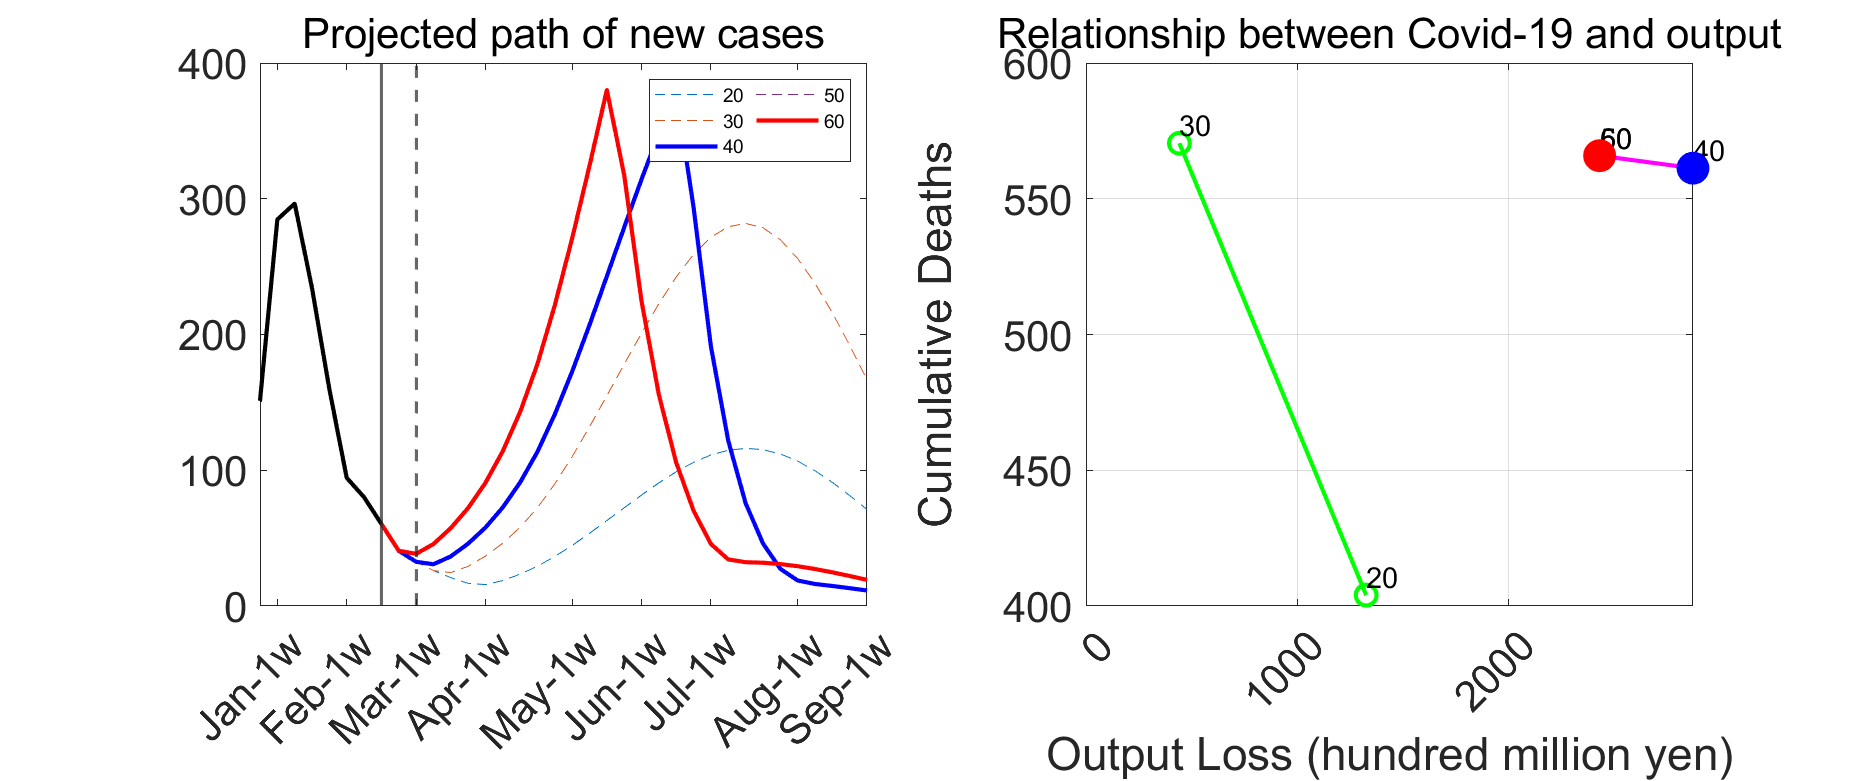 Projected path of new cases
400
300
200
100
0
20
30
40
50
60
Jan-1w
Feb-1w
Mar-1w
Apr-1w
May-1w
Jun-1w
Jul-1w
Aug-1w
Sep-1w
Relationship between Covid-19 and output
Cumulative Deaths
600
550
500
450
400
30
20
60
40
0
1000
2000
Output Loss (hundred million yen)